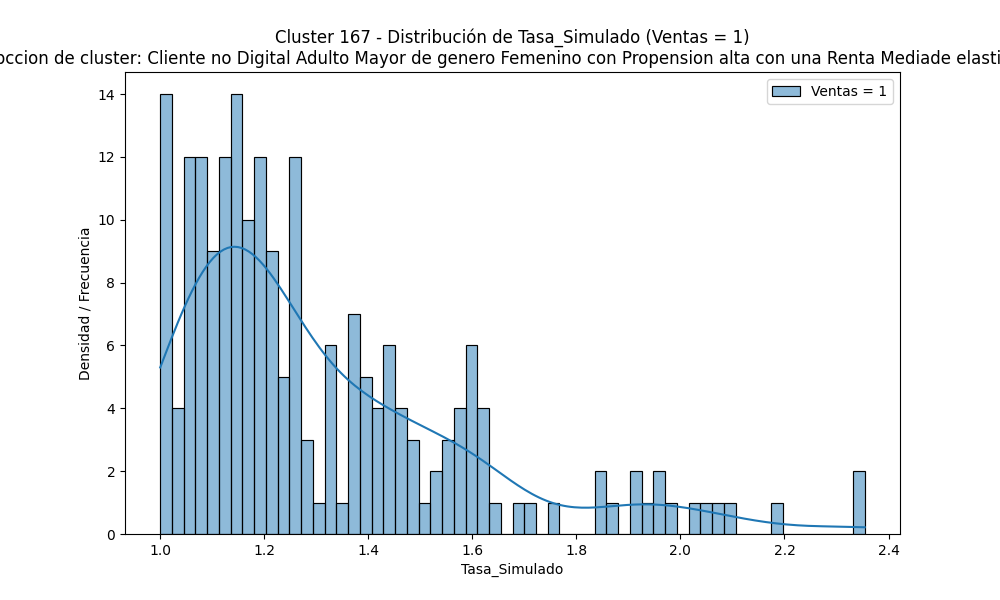 Cluster 167 - Distribución de Tasa_Simulado (Ventas = 1)
de cluster: Cliente no Digital Adulto Mayor de genero Femenino con Propension alta con una Renta Mediade
Ventas = 1
14
12
10
8
6
4
2
0
Densidad / Frecuencia
1.0 1.2 1.4 1.6 1.8 2.0 2.2 2.4
Tasa_Simulado